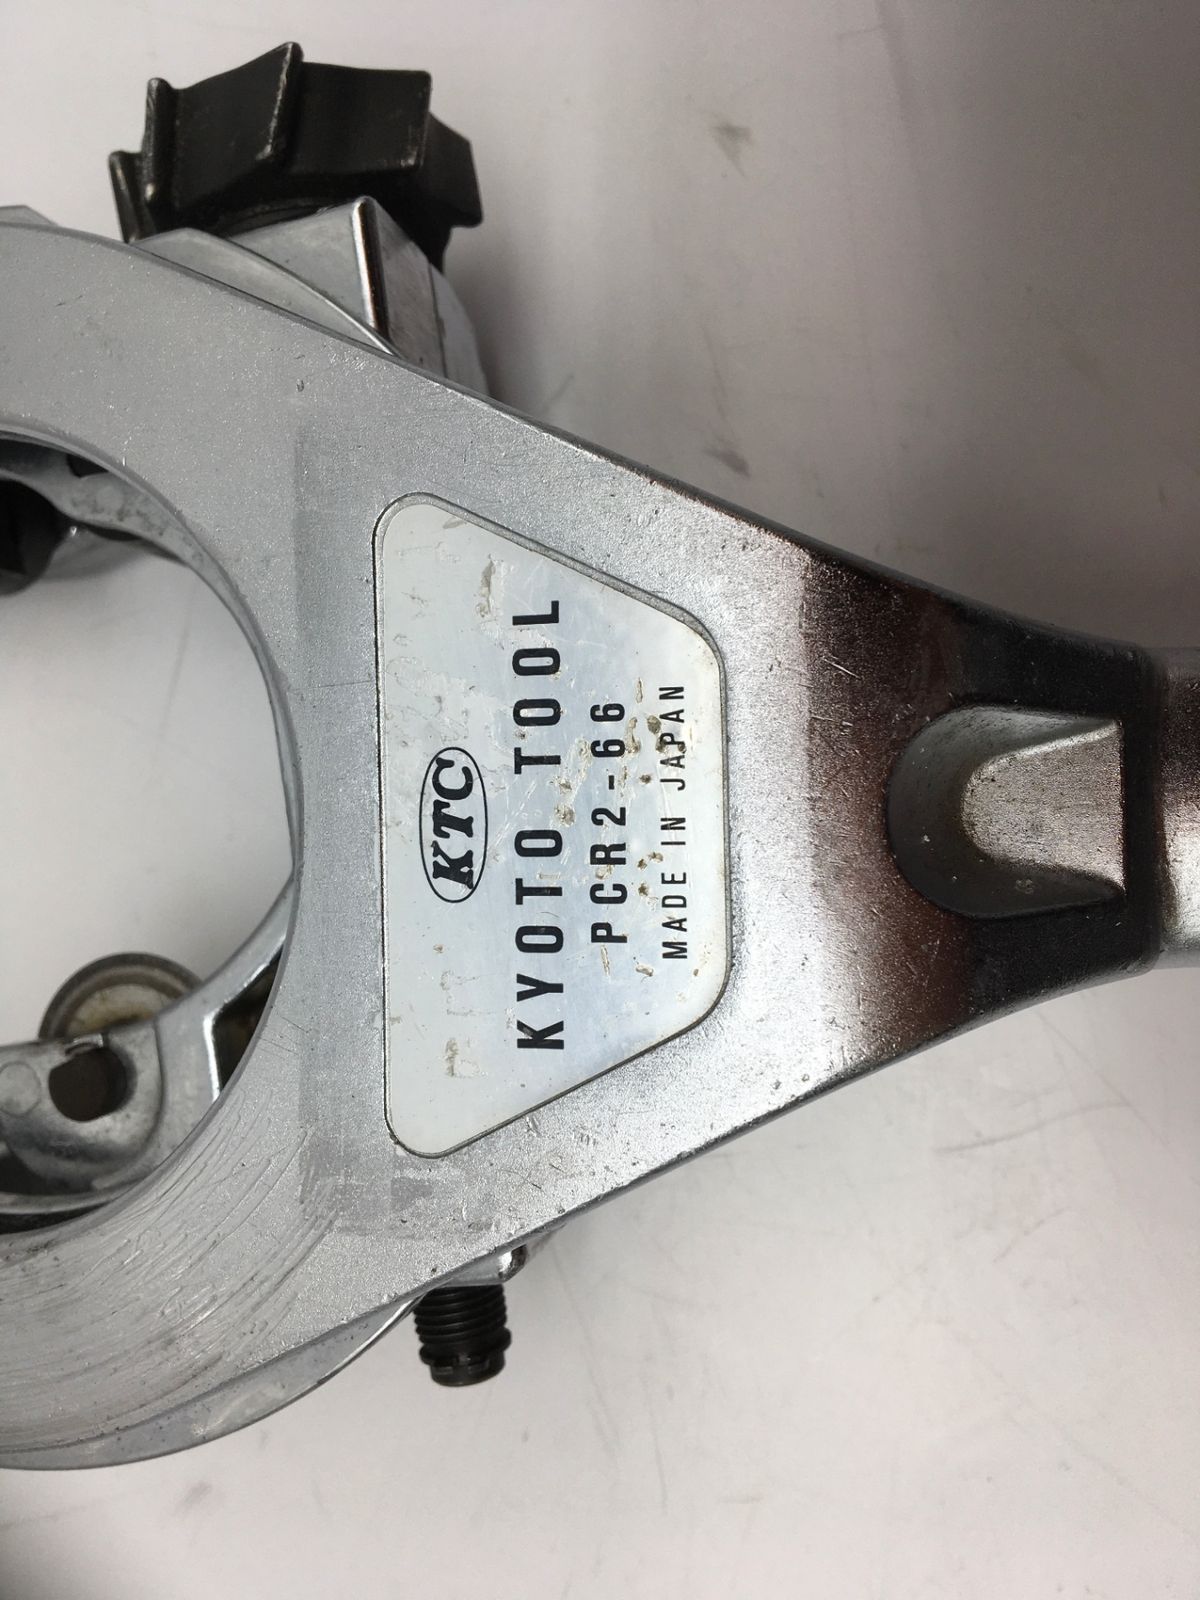 KTC
KYOTO TOOL
PCR2-66
MADE IN JAPAN